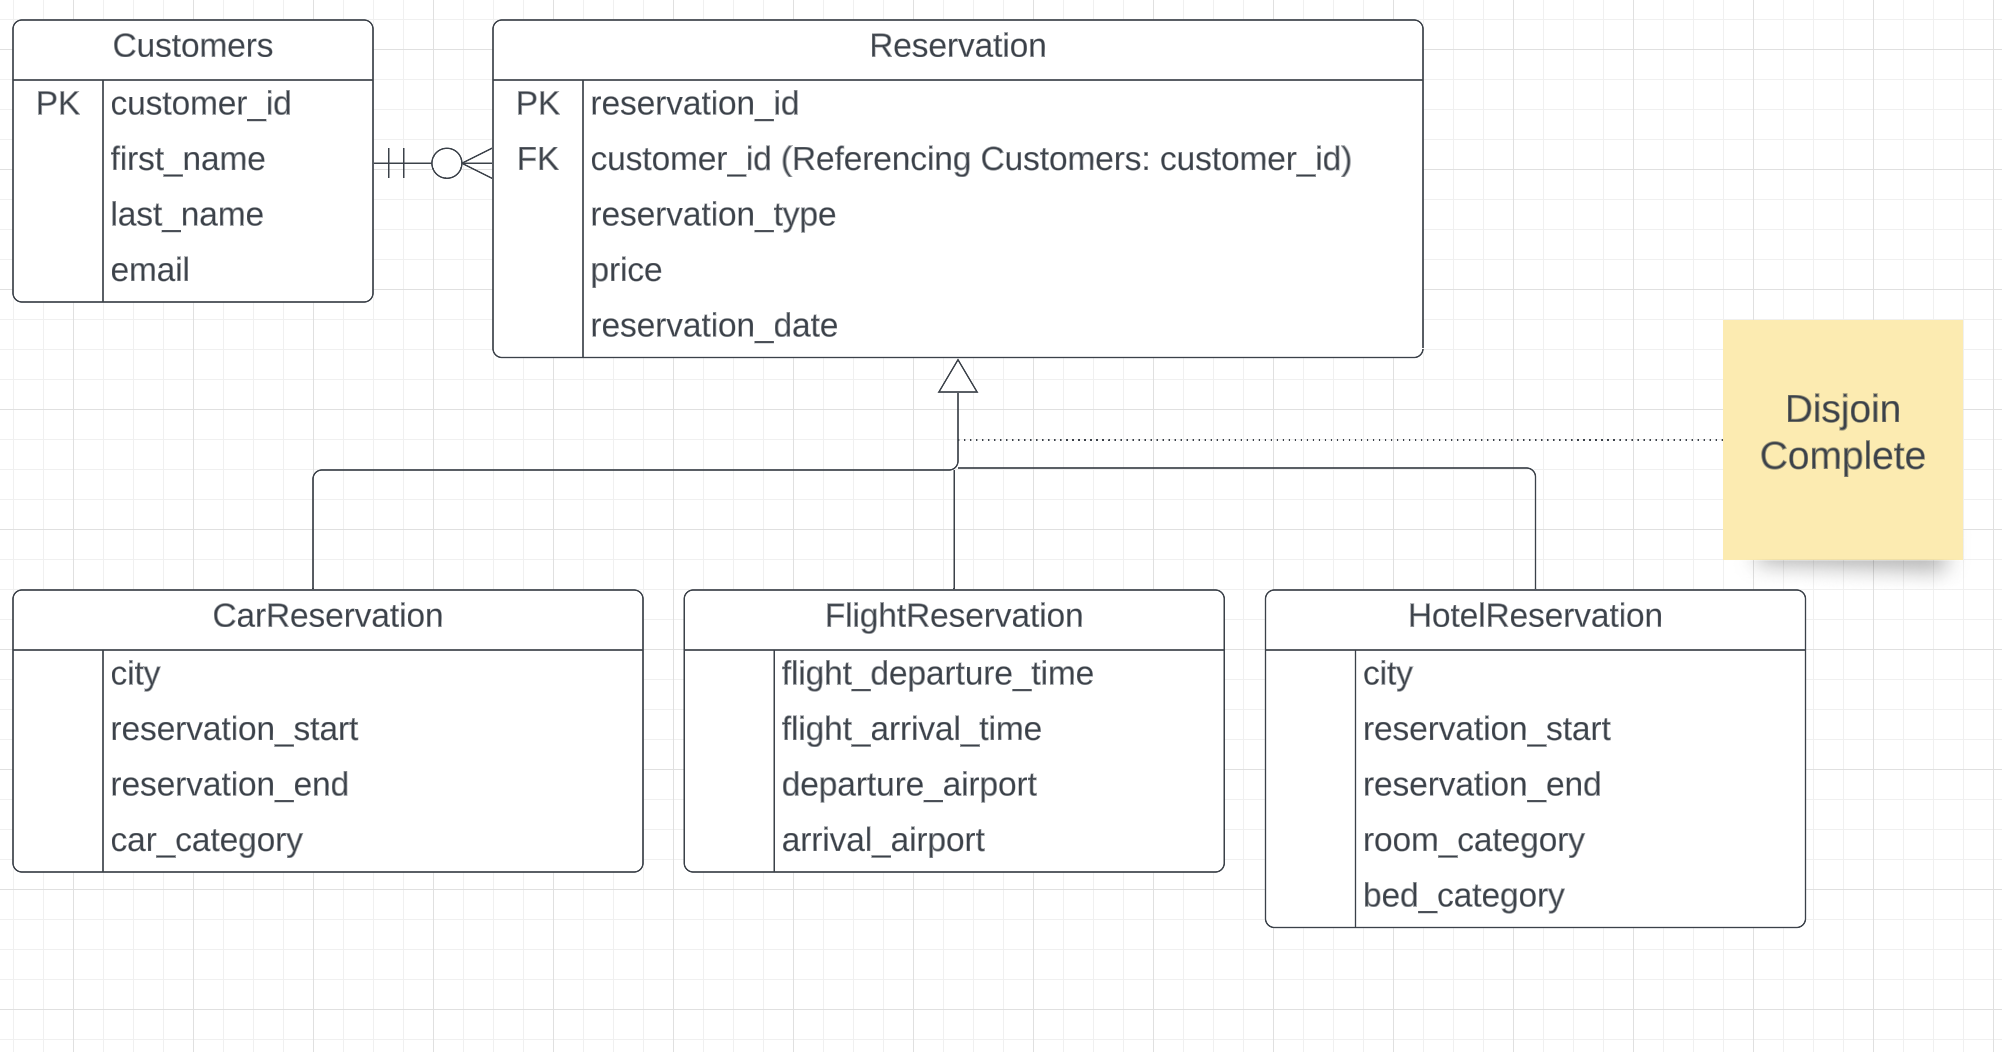 Customers
PK customer_id
first_name
last_name
email
Reservation
PK reservation_id
FK customer_id (Referencing Customers: customer_id)
reservation_type
price
reservation_date
Disjoin
Complete
CarReservation
city
reservation_start
reservation_end
car_category
FlightReservation
flight_departure_time
flight_arrival_time
departure_airport
arrival_airport
HotelReservation
city
reservation_start
reservation_end
room_category
bed_category